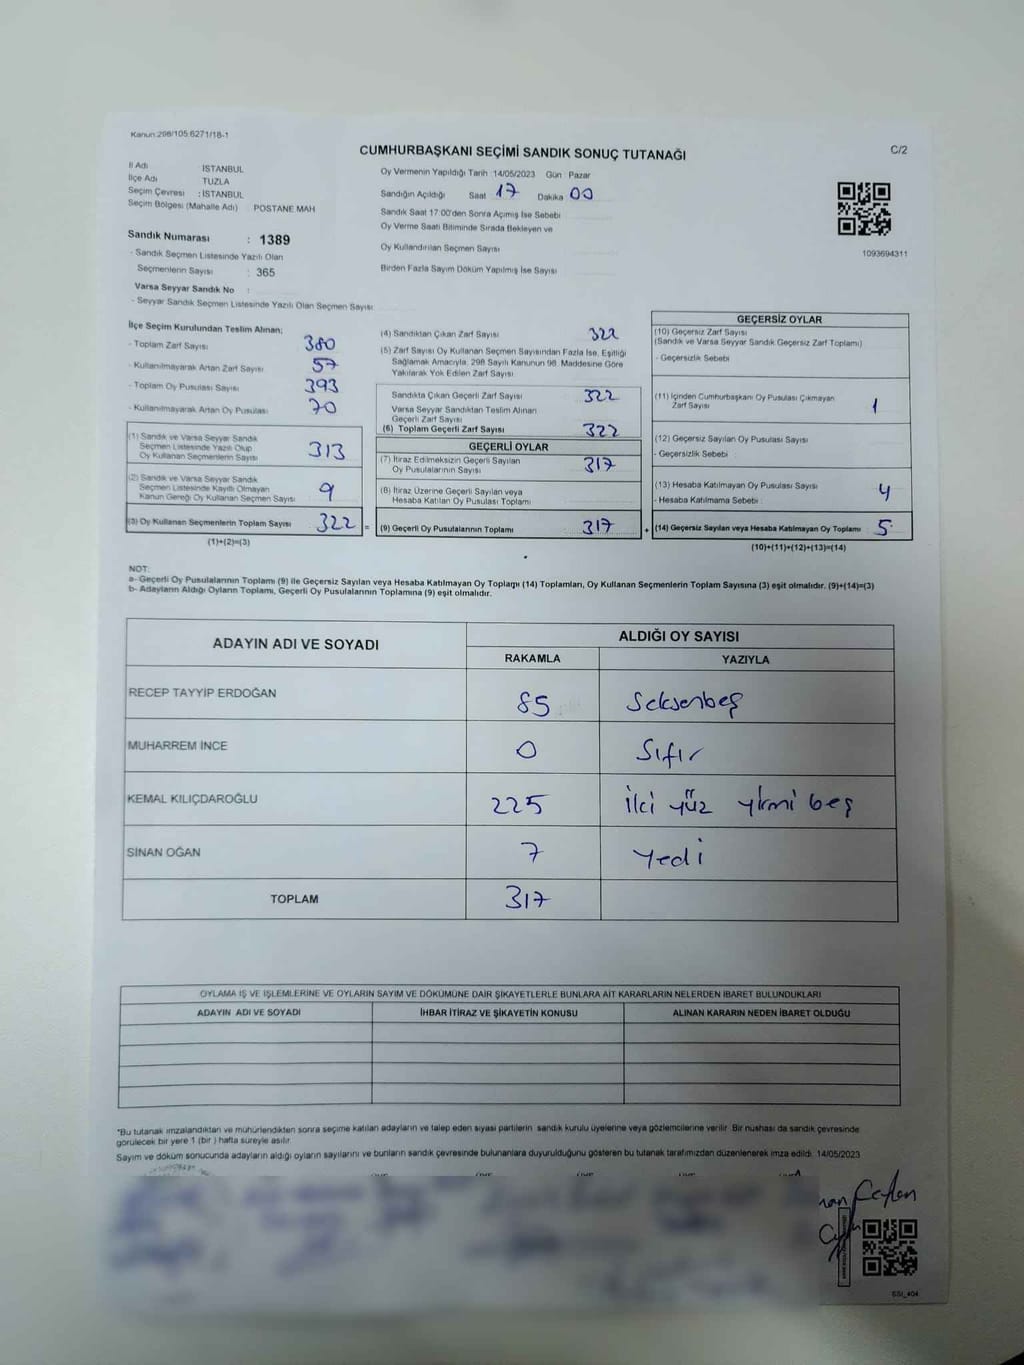 Kanun:298/105.6271/18-1
CUMHURBAŞKANI SEÇİMİ SANDIK SONUÇ TUTANAĞI
C/2
İl Adı İSTANBUL
İlçe Adı TUZLA
Seçim Çevresi : İSTANBUL
Seçim Bölgesi (Mahalle Adı) POSTANE MAH
Sandık Numarası : 1389
- Sandık Seçmen Listesinde Yazılı Olan
Seçmenlerin Sayısı : 365
Varsa Seyyar Sandık No :
- Seyyar Sandık Seçmen Listesinde Yazılı Olan Seçmen Sayısı:
Oy Vermenin Yapıldığı Tarih 14/05/2023 Gün Pazar
Sandığın Açıldığı Saat 17 Dakika 00
Sandık Saat 17:00'den Sonra Açımış İse Sebebi
Oy Verme Saati Bitiminde Sırada Bekleyen ve
Oy Kullandırılan Seçmen Sayısı
Birden Fazla Sayım Döküm Yapılmış İse Sayısı
1093694311
İlçe Seçim Kurulundan Teslim Alınan;
- Toplam Zarf Sayısı 380
- Kullanılmayarak Artan Zarf Sayısı 57
- Toplam Oy Pusulası Sayısı 393
- Kullanılmayarak Artan Oy Pusulası 70
(1) Sandık ve Varsa Seyyar Sandık
Seçmen Listesinde Yazılı Olup
Oy Kullanan Seçmenlerin Sayısı 313
(2) Sandık ve Varsa Seyyar Sandık
Seçmen Listesinde Kayıtlı Olmayan
Kanun Gereği Oy Kullanan Seçmen Sayısı 9
(3) Oy Kullanan Seçmenlerin Toplam Sayısı 322 =
(1)+(2)=(3)
(4) Sandıktan Çıkan Zarf Sayısı 322
(5) Zarf Sayısı Oy Kullanan Seçmen Sayısından Fazla İse, Eşitliği
Sağlamak Amacıyla, 298 Sayılı Kanunun 98. Maddesine Göre
Yakılarak Yok Edilen Zarf Sayısı
Sandıkta Çıkan Geçerli Zarf Sayısı 322
Varsa Seyyar Sandıktan Teslim Alınan
Geçerli Zarf Sayısı
(6) Toplam Geçerli Zarf Sayısı 322
GEÇERLİ OYLAR
(7) İtiraz Edilmeksizin Geçerli Sayılan
Oy Pusulalarının Sayısı 317
(8) İtiraz Üzerine Geçerli Sayılan veya
Hesaba Katılan Oy Pusulası Toplamı
(9) Geçerli Oy Pusulalarının Toplamı 317 +
GEÇERSİZ OYLAR
(10) Geçersiz Zarf Sayısı
(Sandık ve Varsa Seyyar Sandık Geçersiz Zarf Toplamı)
- Geçersizlik Sebebi
(11) İçinden Cumhurbaşkanı Oy Pusulası Çıkmayan
Zarf Sayısı 1
(12) Geçersiz Sayılan Oy Pusulası Sayısı
- Geçersizlik Sebebi :
(13) Hesaba Katılmayan Oy Pusulası Sayısı 4
- Hesaba Katılmama Sebebi :
(14) Geçersiz Sayılan veya Hesaba Katılmayan Oy Toplamı 5
(10)+(11)+(12)+(13)=(14)
NOT:
a- Geçerli Oy Pusulalarının Toplamı (9) ile Geçersiz Sayılan veya Hesaba Katılmayan Oy Toplamı (14) Toplamları, Oy Kullanan Seçmenlerin Toplam Sayısına (3) eşit olmalıdır. (9)+(14)=(3)
b- Adayların Aldığı Oyların Toplamı, Geçerli Oy Pusulalarının Toplamına (9) eşit olmalıdır.
ADAYIN ADI VE SOYADI
ALDIĞI OY SAYISI
RAKAMLA YAZIYLA
RECEP TAYYİP ERDOĞAN 85 Seksenbeş
MUHARREM İNCE 0 Sıfır
KEMAL KILIÇDAROĞLU 225 İki yüz yirmi beş
SİNAN OĞAN 7 Yedi
TOPLAM 317
OYLAMA İŞ VE İŞLEMLERİNE VE OYLARIN SAYIM VE DÖKÜMÜNE DAİR ŞİKAYETLERLE BUNLARA AİT KARARLARIN NELERDEN İBARET BULUNDUKLARI
ADAYIN ADI VE SOYADI İHBAR İTİRAZ VE ŞİKAYETİN KONUSU ALINAN KARARIN NEDEN İBARET OLDUĞU
*Bu tutanak imzalandıktan ve mühürlendikten sonra seçime katılan adayların ve talep eden siyasi partilerin sandık kurulu üyelerine veya gözlemcilerine verilir. Bir nüshası da sandık çevresinde
görülecek bir yere 1 (bir ) hafta süreyle asılır.
Sayım ve döküm sonucunda adayların aldığı oyların sayılarını ve bunların sandık çevresinde bulunanlara duyurulduğunu gösteren bu tutanak tarafımızdan düzenlenerek imza edildi. 14/05/2023
Ceylan